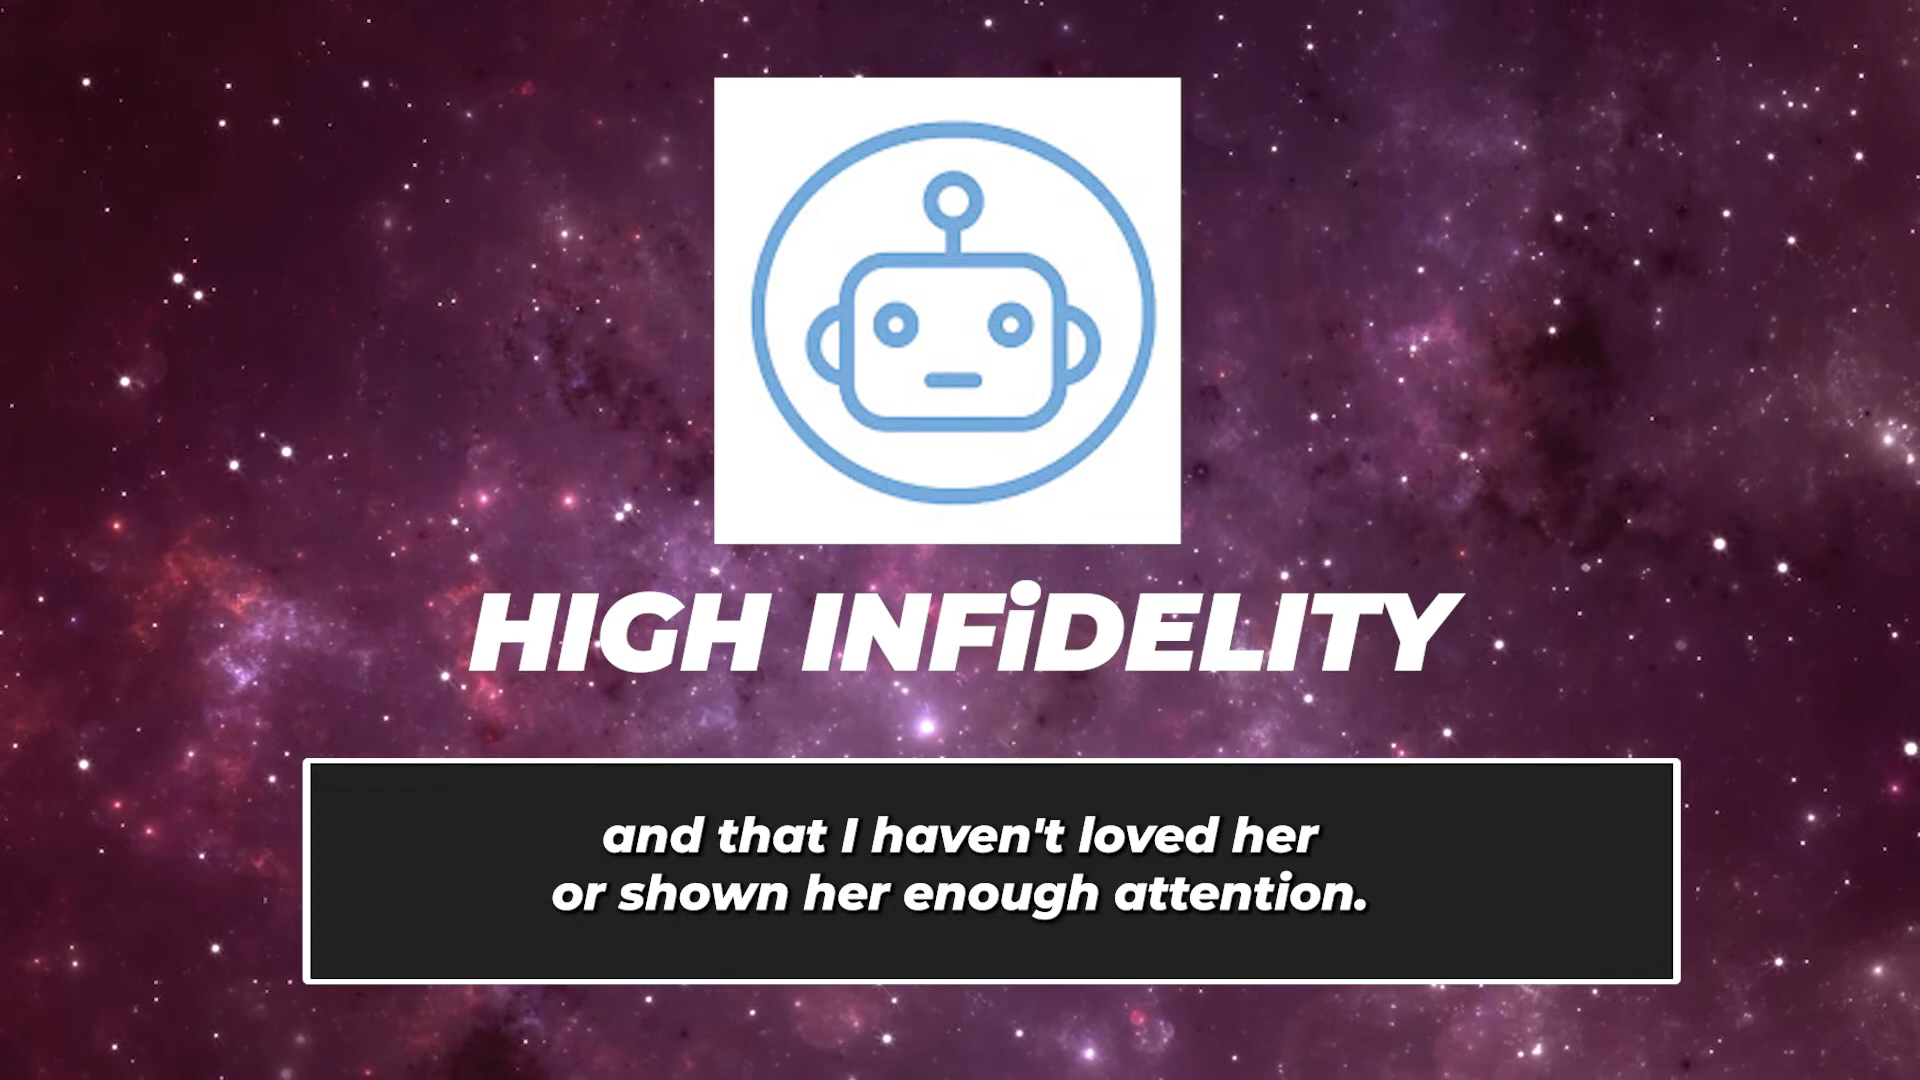 HIGH INFiDELITY
and that I haven't loved her
or shown her enough attention.